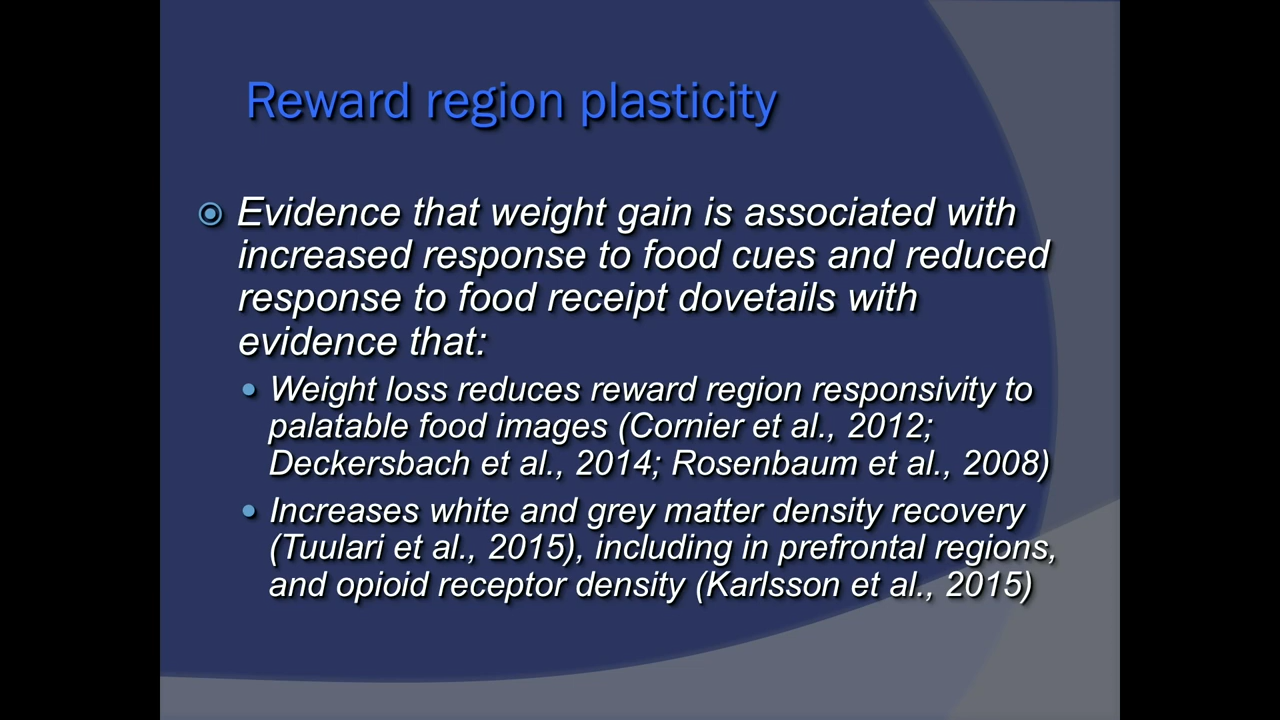 Reward region plasticity
Evidence that weight gain is associated with
increased response to food cues and reduced
response to food receipt dovetails with
evidence that:
Weight loss reduces reward region responsivity to
palatable food images (Cornier et al., 2012;
Deckersbach et al., 2014; Rosenbaum et al., 2008)
Increases white and grey matter density recovery
(Tuulari et al., 2015), including in prefrontal regions,
and opioid receptor density (Karlsson et al., 2015)